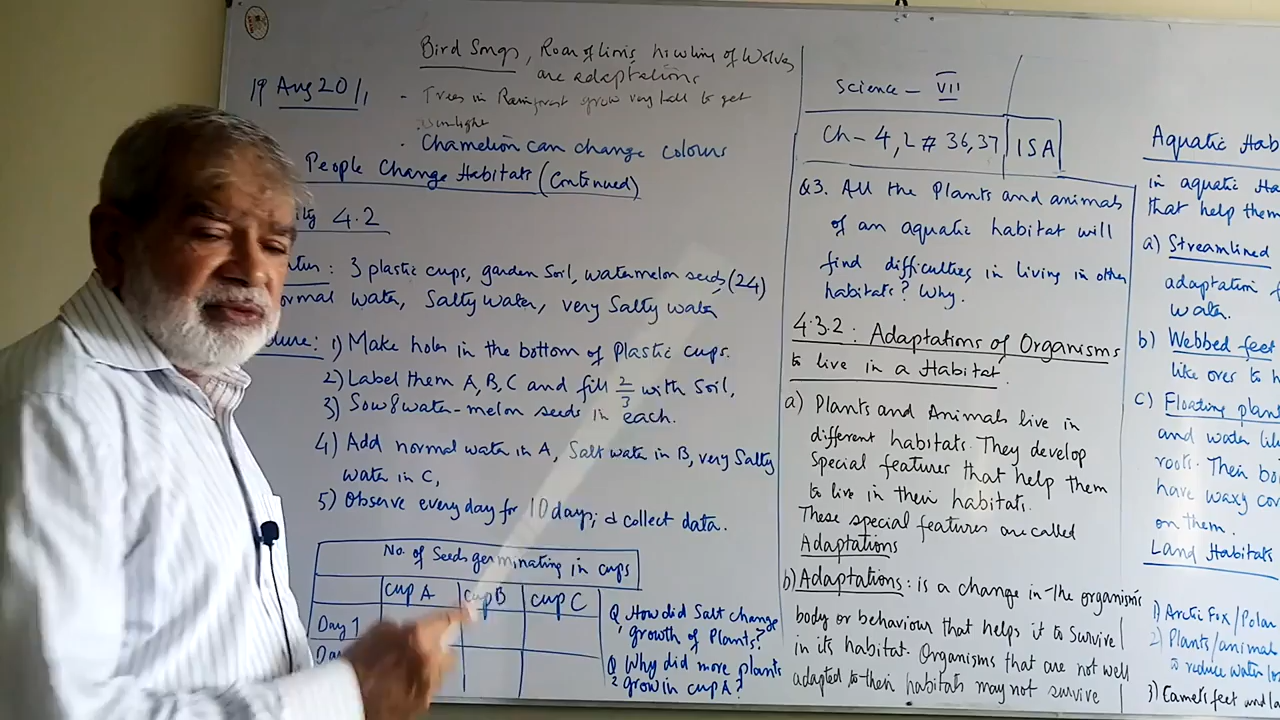 Bird Songs, Roar of lions, howling of Wolves
are adaptations
19 Aug 20
- Trees in Rainforest grow very tall to get
sunlight
Chamelion can change colours
People Change Habitats (Continued)
4.2
3 plastic cups, garden Soil, watermelon seeds (24)
water, Salty water, very Salty water
1) Make holes in the bottom of Plastic cups.
2) Label them A, B, C and fill 2/3 with Soil,
3) Sow 8 water-melon seeds in each.
4) Add normal water in A, Salt water in B, very Salty
water in C,
5) Observe every day for 10 days; & collect data.
No. of Seeds germinating in cups
cup A cup B cup C
Day 1
Q1 How did Salt change
growth of Plants?
Q2 Why did more plants
grow in cup A?
Science - VII
Ch-4, L # 36,37 ISA
Q3. All the Plants and animals
of an aquatic habitat will
find difficulties in living in other
habitats? Why.
4.3.2: Adaptations of Organisms
to live in a Habitat.
a) Plants and Animals live in
different habitats. They develop
Special features that help them
to live in their habitats.
These special features are called
Adaptations
b) Adaptations: is a change in the organism's
body or behaviour that helps it to Survive
in its habitat. Organisms that are not well
adapted to their habitats may not survive
Aquatic Hab
in aquatic Ha
that help them
a) Streamlined
adaptation f
water.
b) Webbed feet
like ores to h
c) Floating plan
and water li
roots. Their bo
have waxy co
on them.
Land Habitats
1) Arctic Fox/Polar
2) Plants/animal
to reduce water lo
3) Camel's feet and la